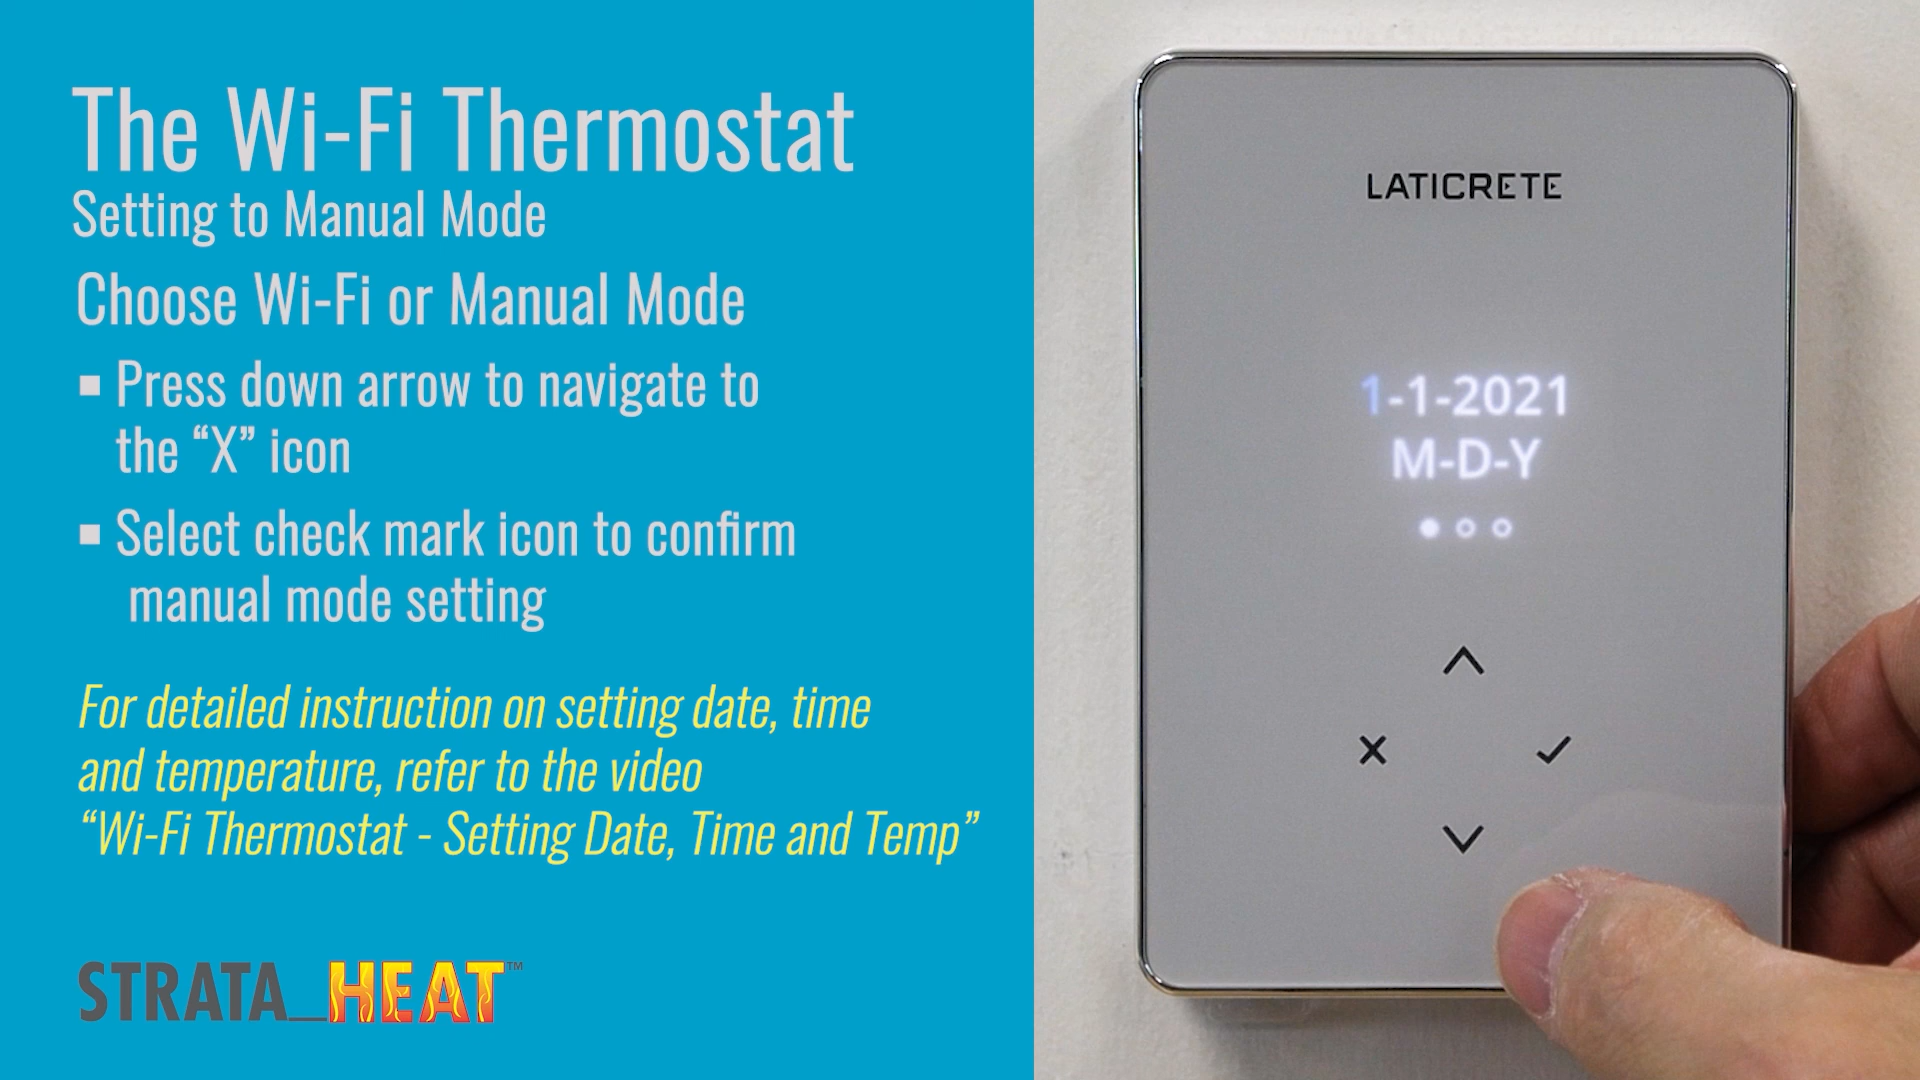 The Wi-Fi Thermostat
Setting to Manual Mode
Choose Wi-Fi or Manual Mode
▪ Press down arrow to navigate to
the “X” icon
▪ Select check mark icon to confirm
manual mode setting
For detailed instruction on setting date, time
and temperature, refer to the video
“Wi-Fi Thermostat - Setting Date, Time and Temp”
STRATA_HEAT™
LATICRETE
1-1-2021
M-D-Y